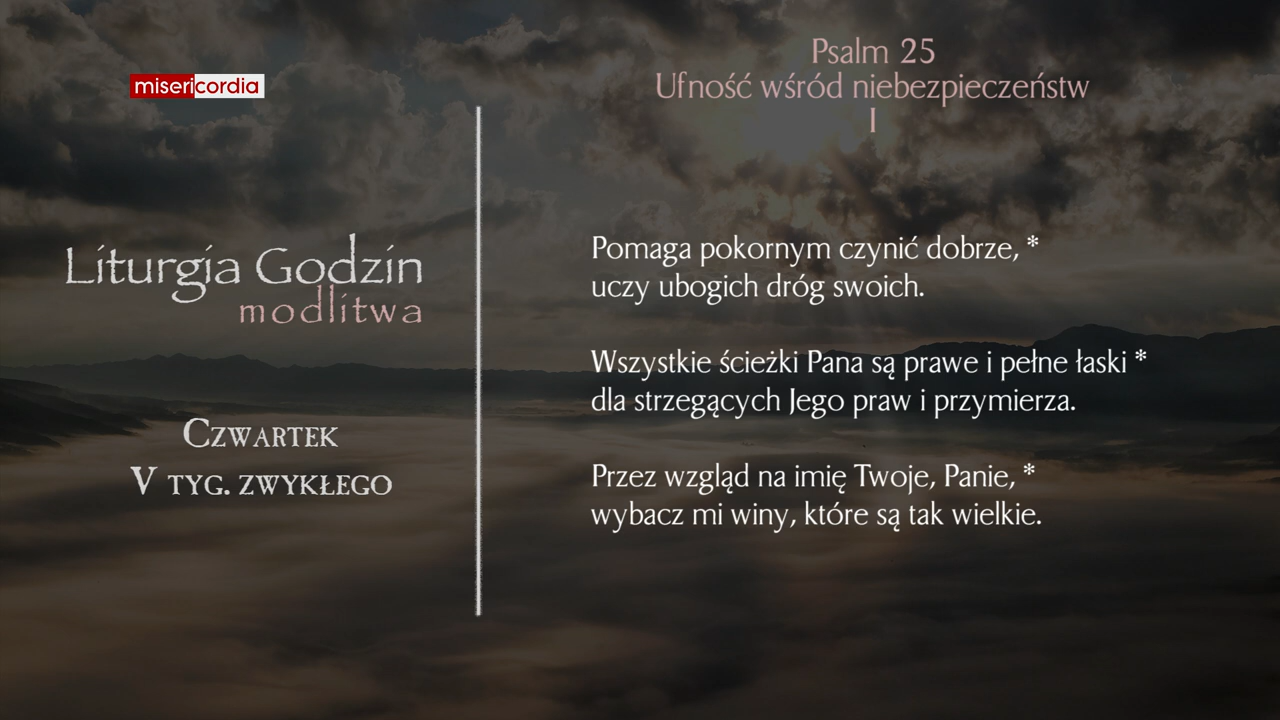 misericordia
Liturgia Godzin
modlitwa
Czwartek
V tyg. zwykłego
Psalm 25
Ufność wśród niebezpieczeństw
I
Pomaga pokornym czynić dobrze, *
uczy ubogich dróg swoich.
Wszystkie ścieżki Pana są prawe i pełne łaski *
dla strzegących Jego praw i przymierza.
Przez wzgląd na imię Twoje, Panie, *
wybacz mi winy, które są tak wielkie.